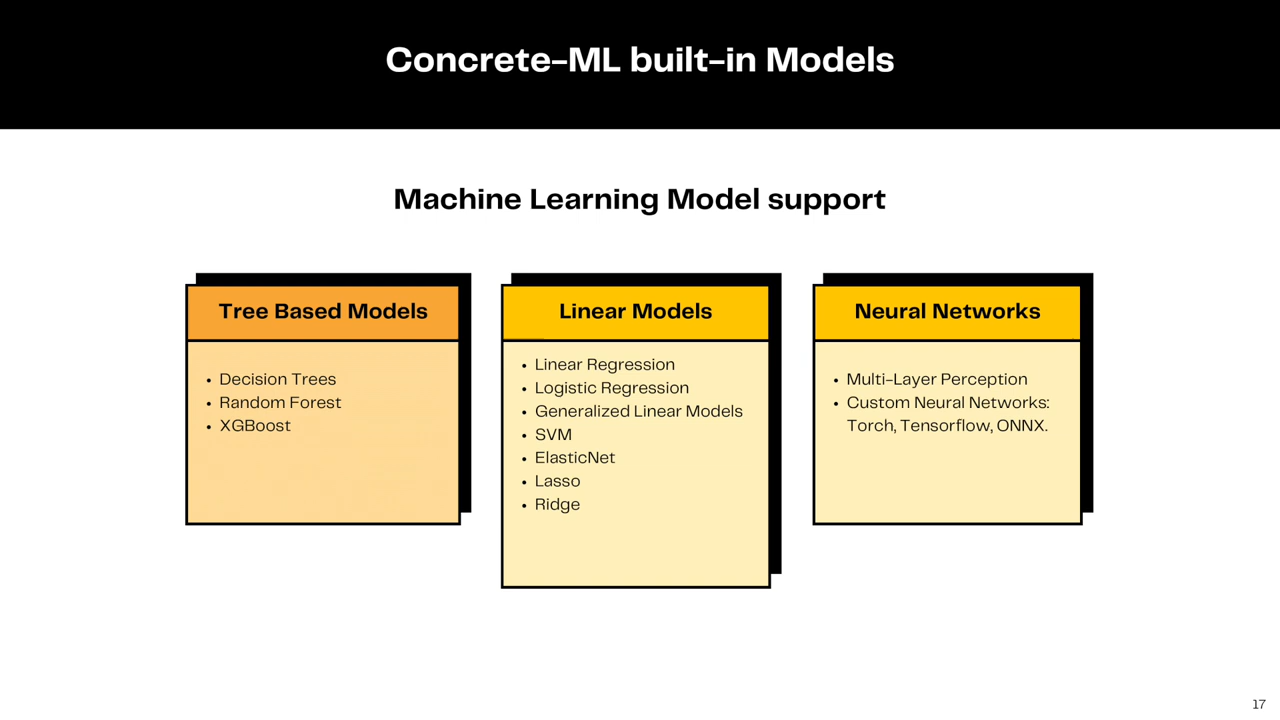 Concrete-ML built-in Models
Machine Learning Model support
Tree Based Models
• Decision Trees
• Random Forest
• XGBoost
Linear Models
• Linear Regression
• Logistic Regression
• Generalized Linear Models
• SVM
• ElasticNet
• Lasso
• Ridge
Neural Networks
• Multi-Layer Perception
• Custom Neural Networks:
Torch, Tensorflow, ONNX.
17